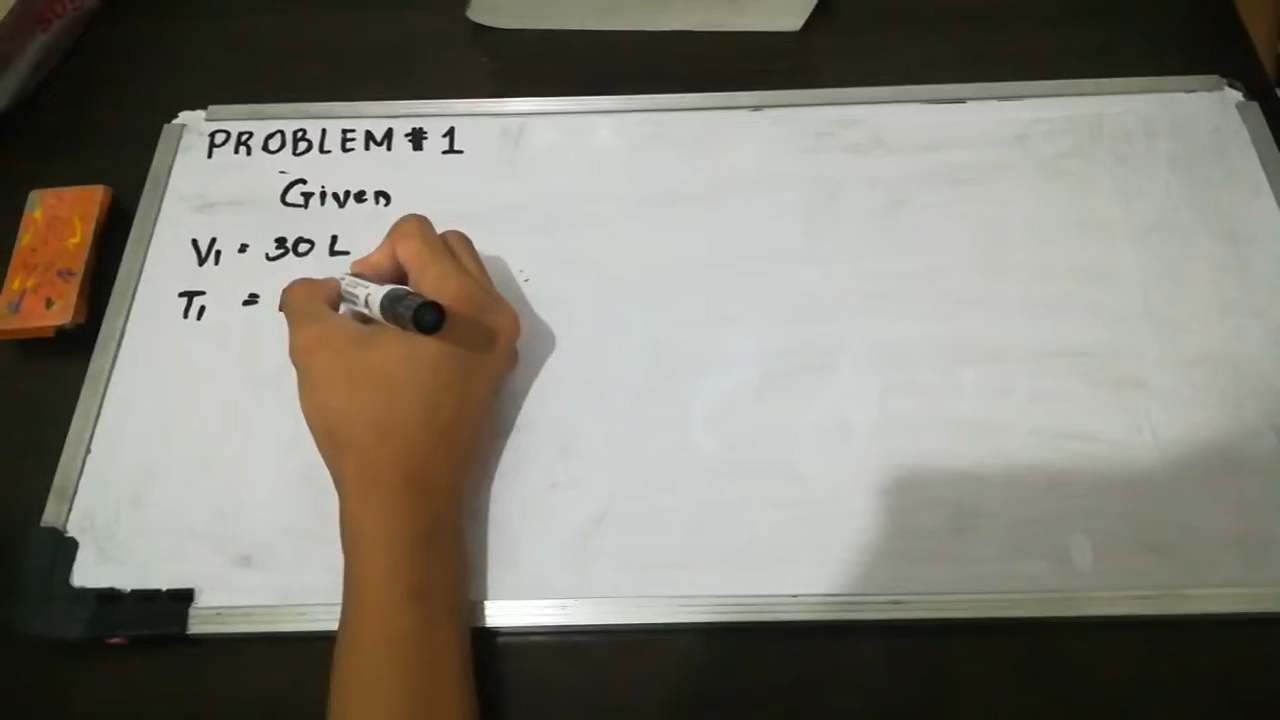 PROBLEM # 1
Given
V₁ = 30 L
T₁ =